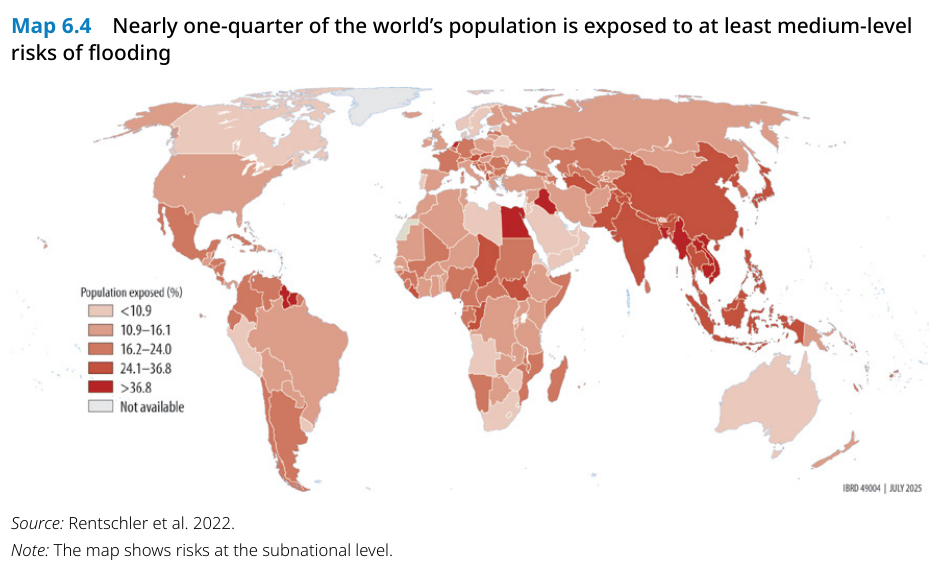 Map 6.4 Nearly one-quarter of the world’s population is exposed to at least medium-level
risks of flooding
Population exposed (%)
<10.9
10.9–16.1
16.2–24.0
24.1–36.8
>36.8
Not available
IBRD 49004 | JULY 2025
Source: Rentschler et al. 2022.
Note: The map shows risks at the subnational level.